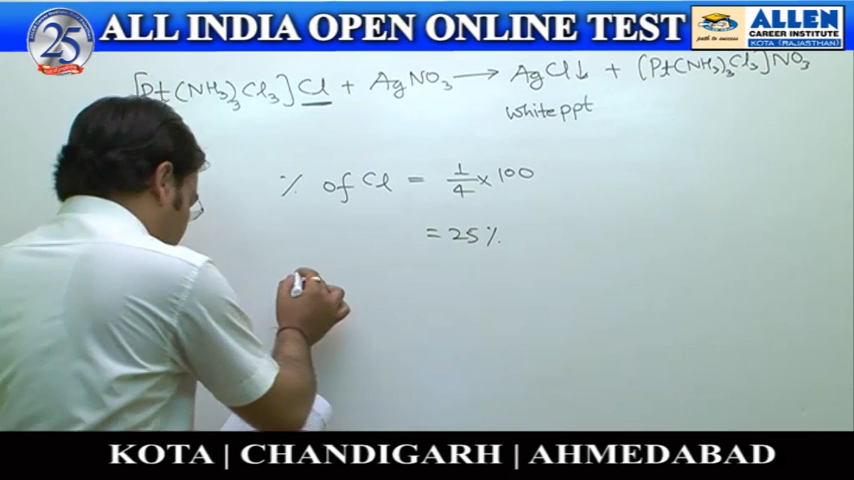 25
ALL INDIA OPEN ONLINE TEST
path to success
ALLEN
CAREER INSTITUTE
KOTA (RAJASTHAN)
[Pt(NH3)3Cl3]Cl + AgNO3 → AgCl↓ + (Pt(NH3)3Cl3]NO3
white ppt
% of Cl = 1/4 × 100
= 25%
KOTA | CHANDIGARH | AHMEDABAD